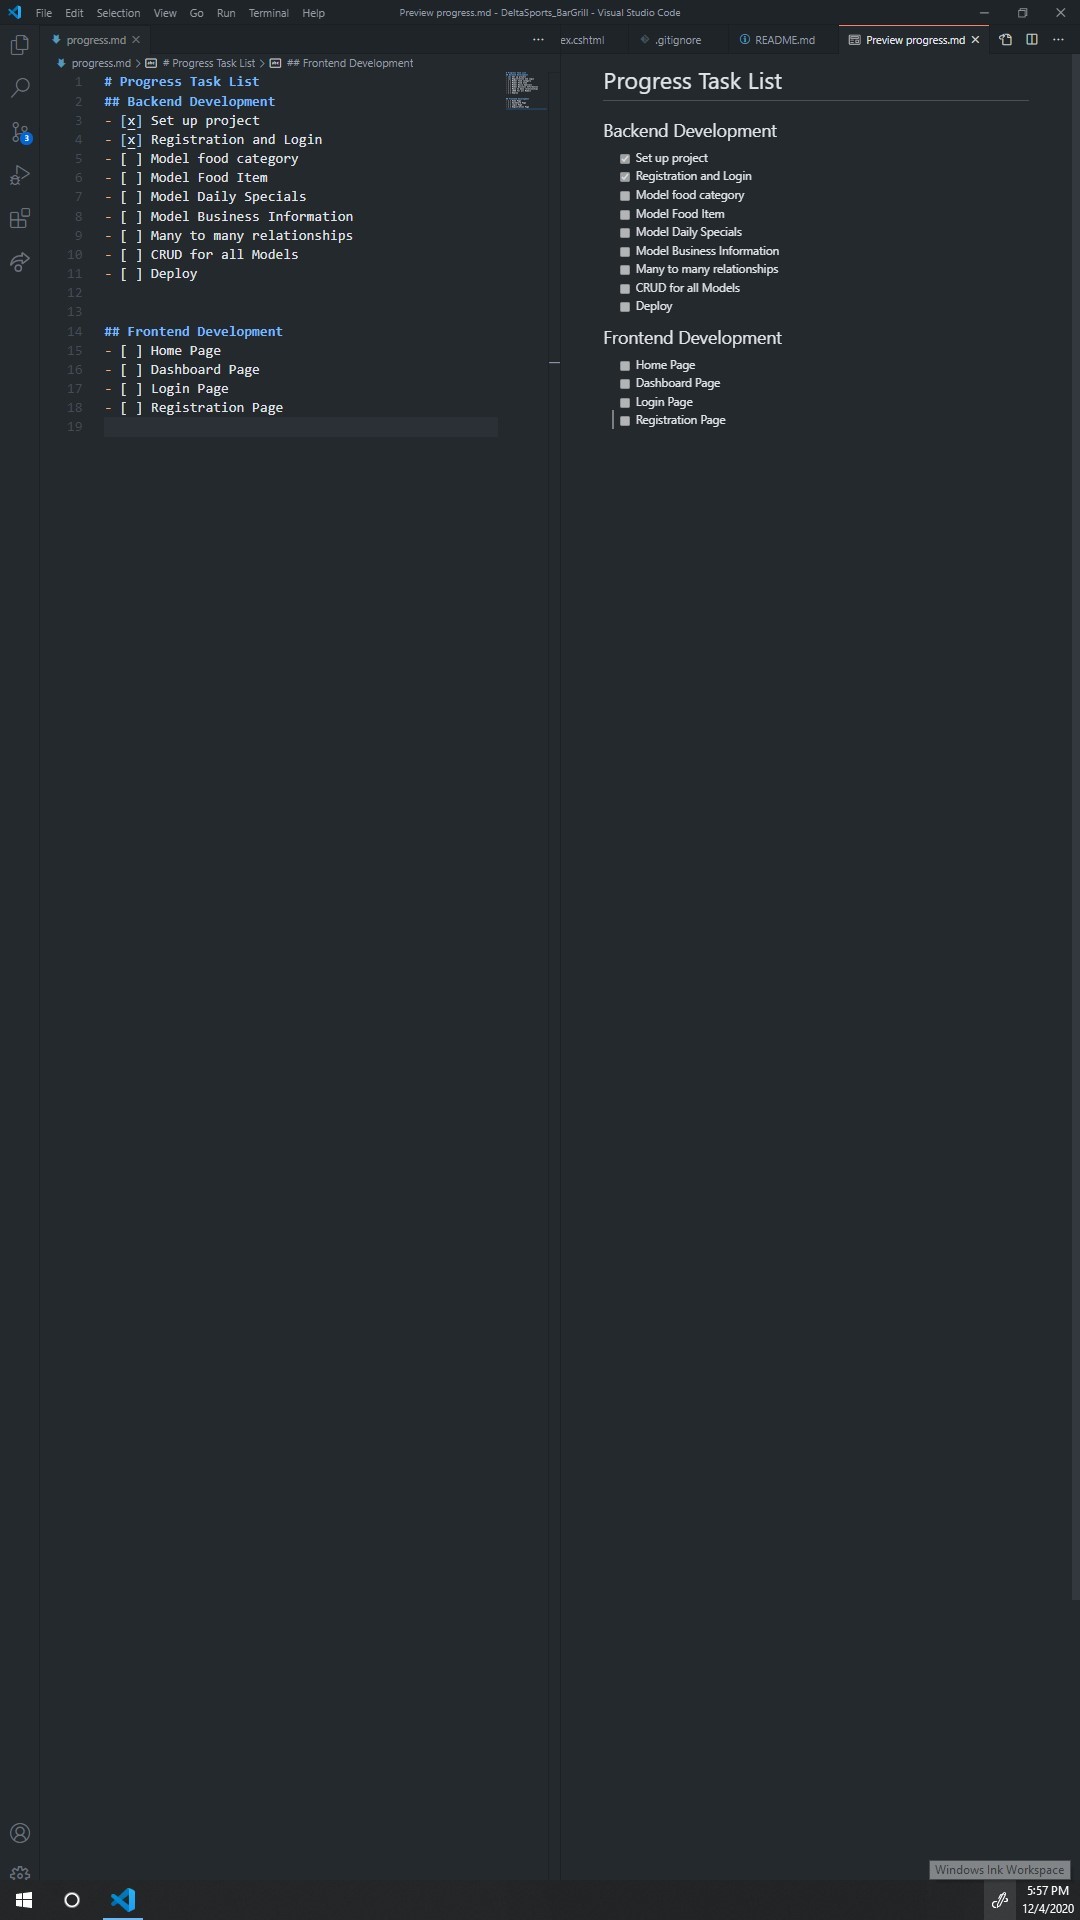 File Edit Selection View Go Run Terminal Help Preview progress.md - DeltaSports_BarGrill - Visual Studio Code
progress.md ex.cshtml .gitignore README.md Preview progress.md
progress.md > # Progress Task List > ## Frontend Development
1 # Progress Task List
2 ## Backend Development
3 - [x] Set up project
4 - [x] Registration and Login
5 - [ ] Model food category
6 - [ ] Model Food Item
7 - [ ] Model Daily Specials
8 - [ ] Model Business Information
9 - [ ] Many to many relationships
10 - [ ] CRUD for all Models
11 - [ ] Deploy
12
13
14 ## Frontend Development
15 - [ ] Home Page
16 - [ ] Dashboard Page
17 - [ ] Login Page
18 - [ ] Registration Page
19
3
Progress Task List
Backend Development
Set up project
Registration and Login
Model food category
Model Food Item
Model Daily Specials
Model Business Information
Many to many relationships
CRUD for all Models
Deploy
Frontend Development
Home Page
Dashboard Page
Login Page
Registration Page
Windows Ink Workspace
5:57 PM
12/4/2020